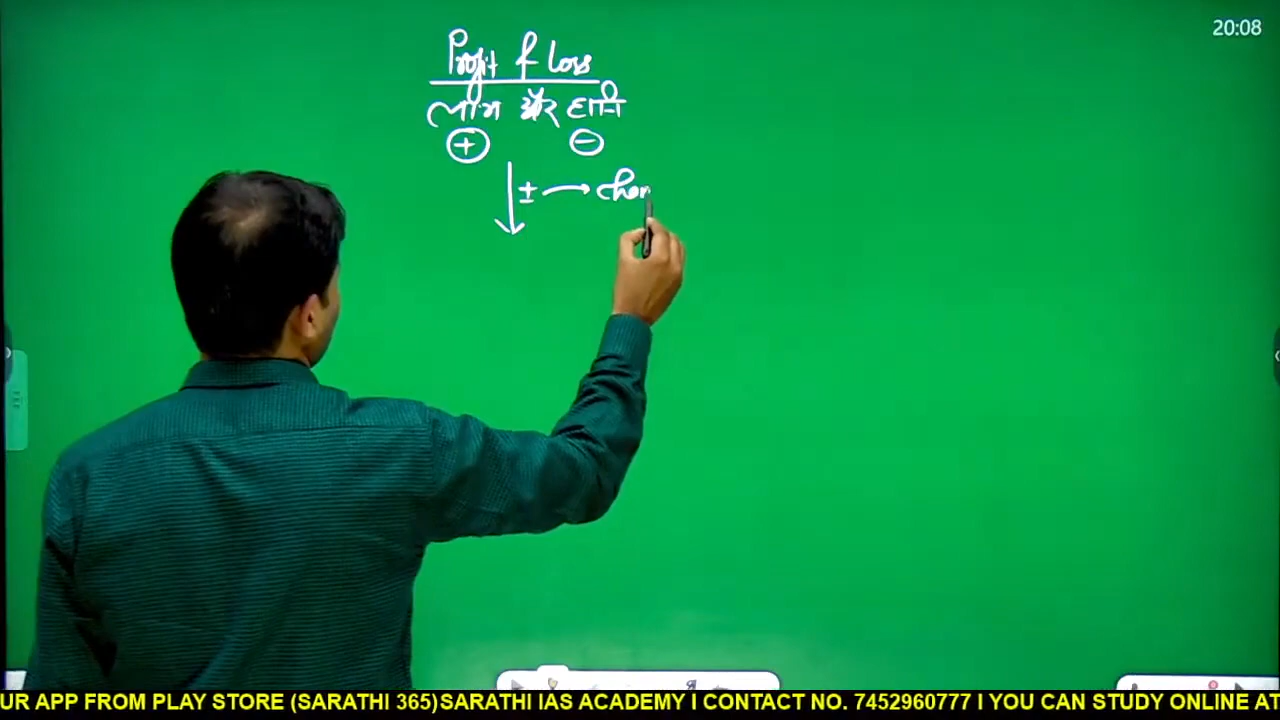 20:08
Profit & Loss
लाभ और हानि
+ −
± → chan
UR APP FROM PLAY STORE (SARATHI 365)SARATHI IAS ACADEMY I CONTACT NO. 7452960777 I YOU CAN STUDY ONLINE AT